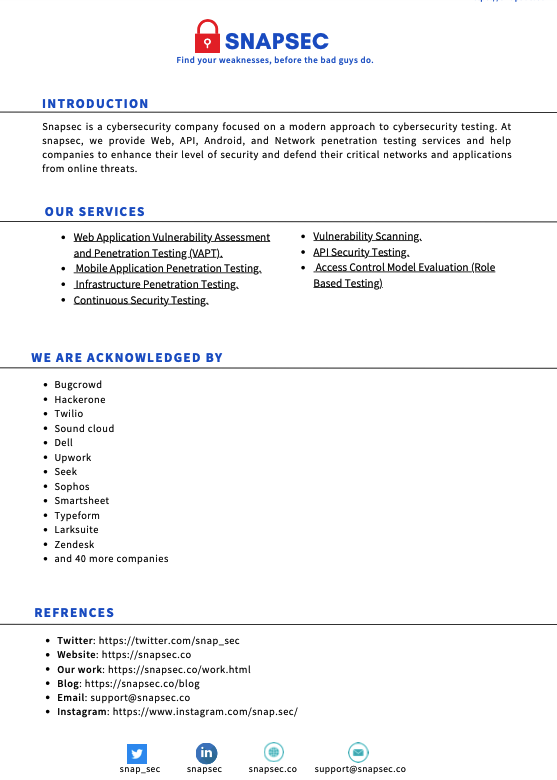 SNAPSEC
Find your weaknesses, before the bad guys do.
INTRODUCTION
Snapsec is a cybersecurity company focused on a modern approach to cybersecurity testing. At
snapsec, we provide Web, API, Android, and Network penetration testing services and help
companies to enhance their level of security and defend their critical networks and applications
from online threats.
OUR SERVICES
• Web Application Vulnerability Assessment
and Penetration Testing (VAPT).
• Mobile Application Penetration Testing.
• Infrastructure Penetration Testing.
• Continuous Security Testing.
• Vulnerability Scanning.
• API Security Testing.
• Access Control Model Evaluation (Role
Based Testing)
WE ARE ACKNOWLEDGED BY
• Bugcrowd
• Hackerone
• Twilio
• Sound cloud
• Dell
• Upwork
• Seek
• Sophos
• Smartsheet
• Typeform
• Larksuite
• Zendesk
• and 40 more companies
REFRENCES
• Twitter: https://twitter.com/snap_sec
• Website: https://snapsec.co
• Our work: https://snapsec.co/work.html
• Blog: https://snapsec.co/blog
• Email: support@snapsec.co
• Instagram: https://www.instagram.com/snap.sec/
in
snap_sec snapsec snapsec.co support@snapsec.co